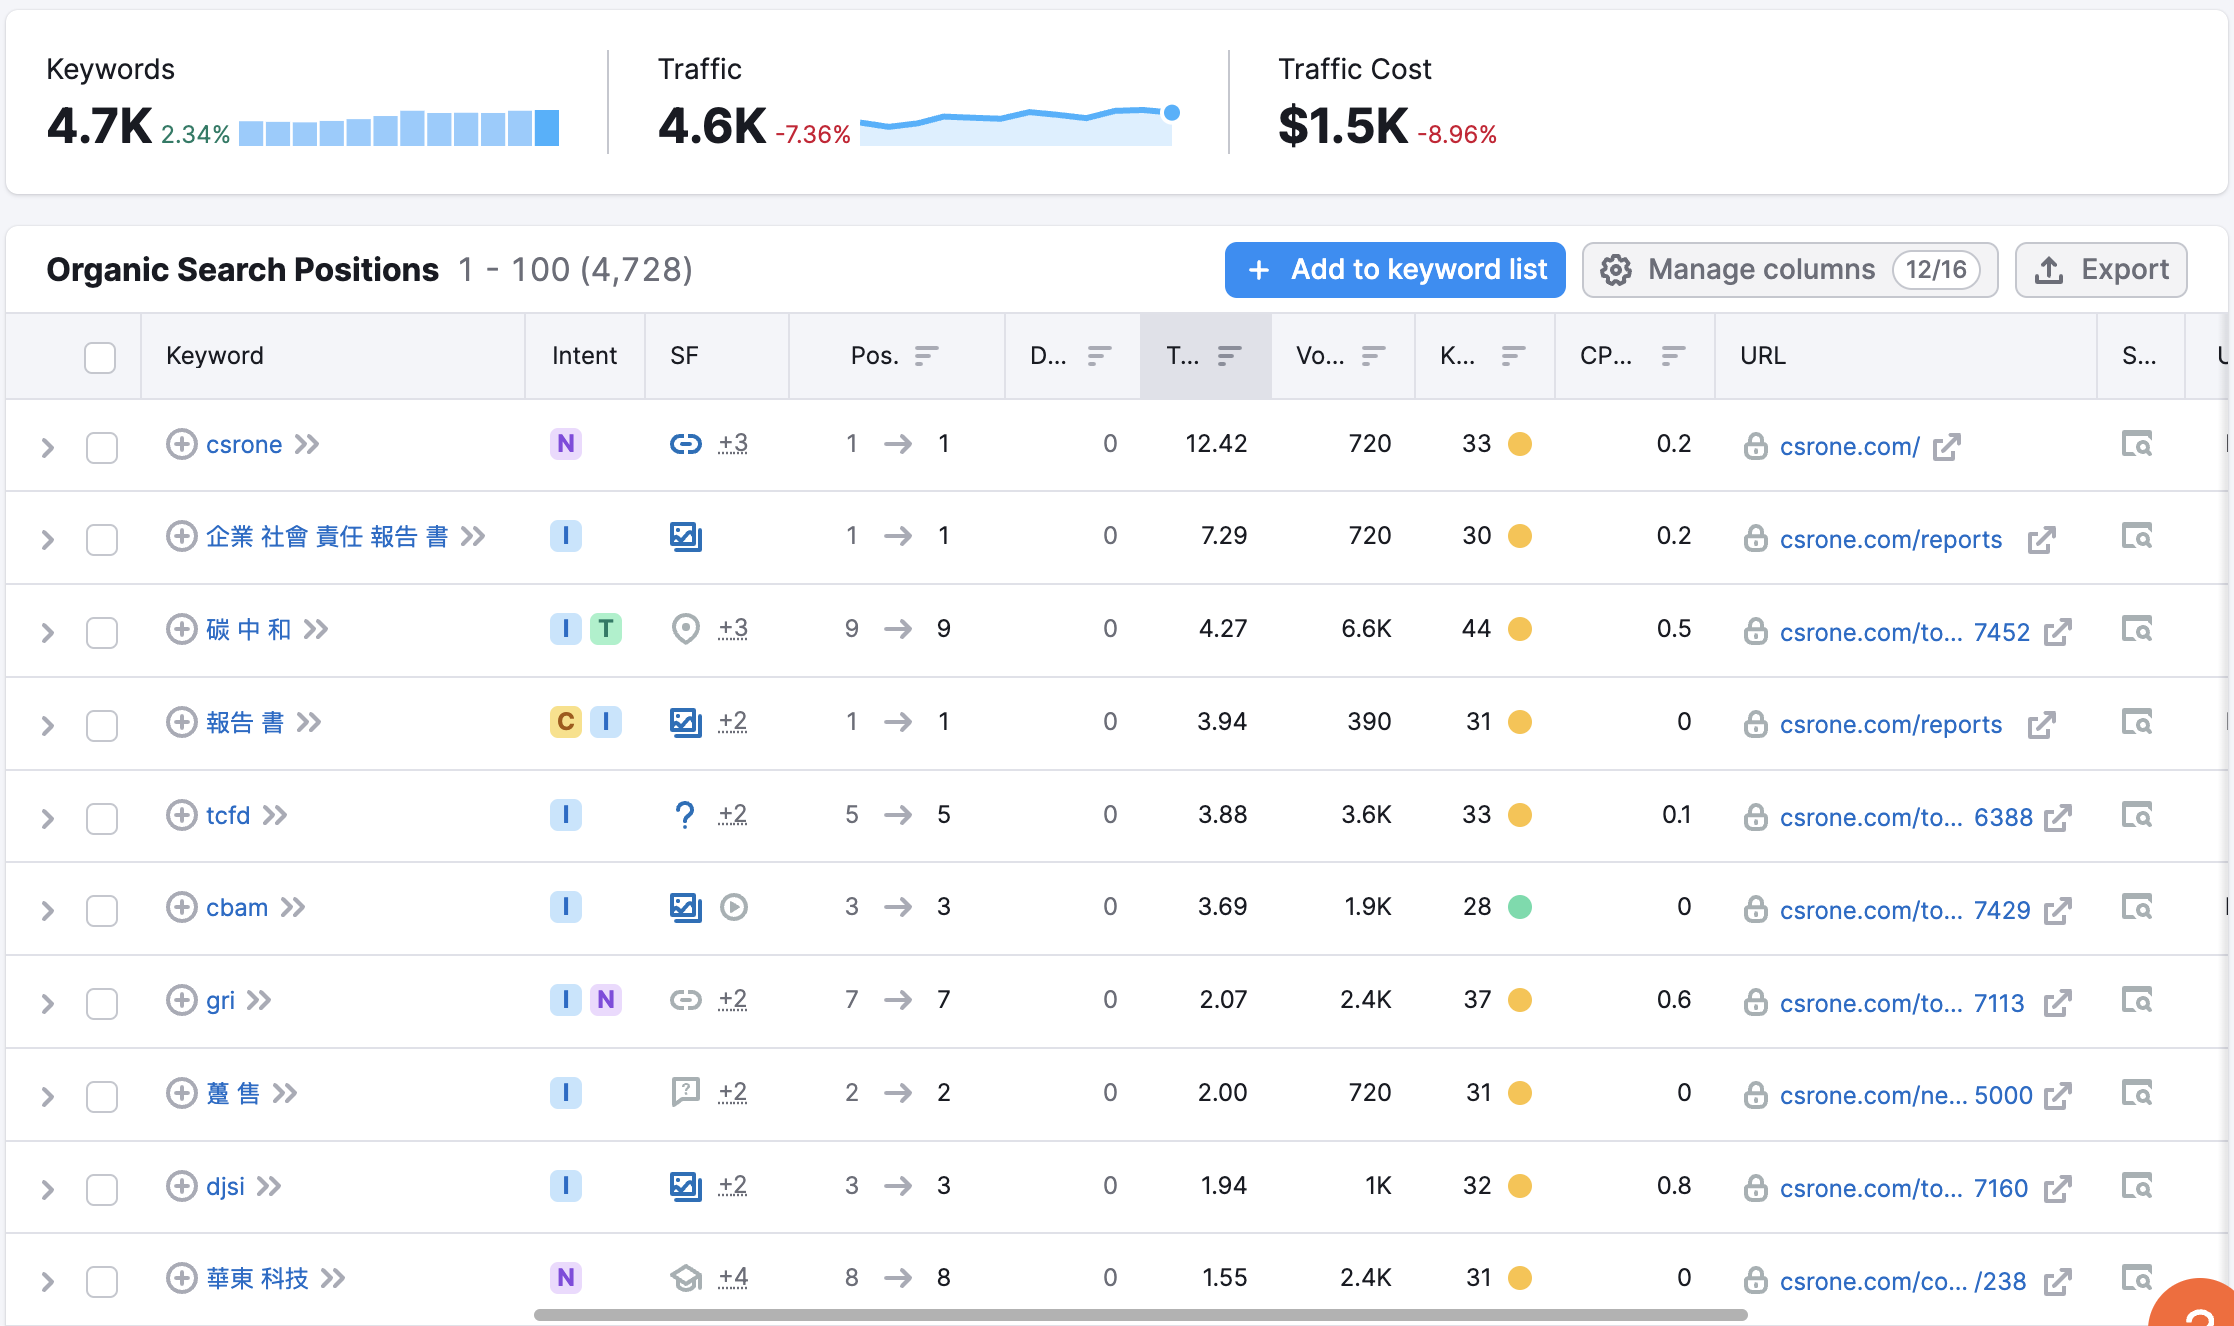 Keywords Traffic Traffic Cost
4.7K 2.34% 4.6K -7.36% $1.5K -8.96%
Organic Search Positions 1 - 100 (4,728) + Add to keyword list Manage columns 12/16 Export
Keyword Intent SF Pos. D... T... Vo... K... CP... URL S...
csrone N +3 1 → 1 0 12.42 720 33 0.2 csrone.com/
企業 社會 責任 報告 書 I 1 → 1 0 7.29 720 30 0.2 csrone.com/reports
碳 中 和 I T +3 9 → 9 0 4.27 6.6K 44 0.5 csrone.com/to... 7452
報告 書 C I +2 1 → 1 0 3.94 390 31 0 csrone.com/reports
tcfd I ? +2 5 → 5 0 3.88 3.6K 33 0.1 csrone.com/to... 6388
cbam I 3 → 3 0 3.69 1.9K 28 0 csrone.com/to... 7429
gri I N +2 7 → 7 0 2.07 2.4K 37 0.6 csrone.com/to... 7113
躉 售 I +2 2 → 2 0 2.00 720 31 0 csrone.com/ne... 5000
djsi I +2 3 → 3 0 1.94 1K 32 0.8 csrone.com/to... 7160
華東 科技 N +4 8 → 8 0 1.55 2.4K 31 0 csrone.com/co... /238